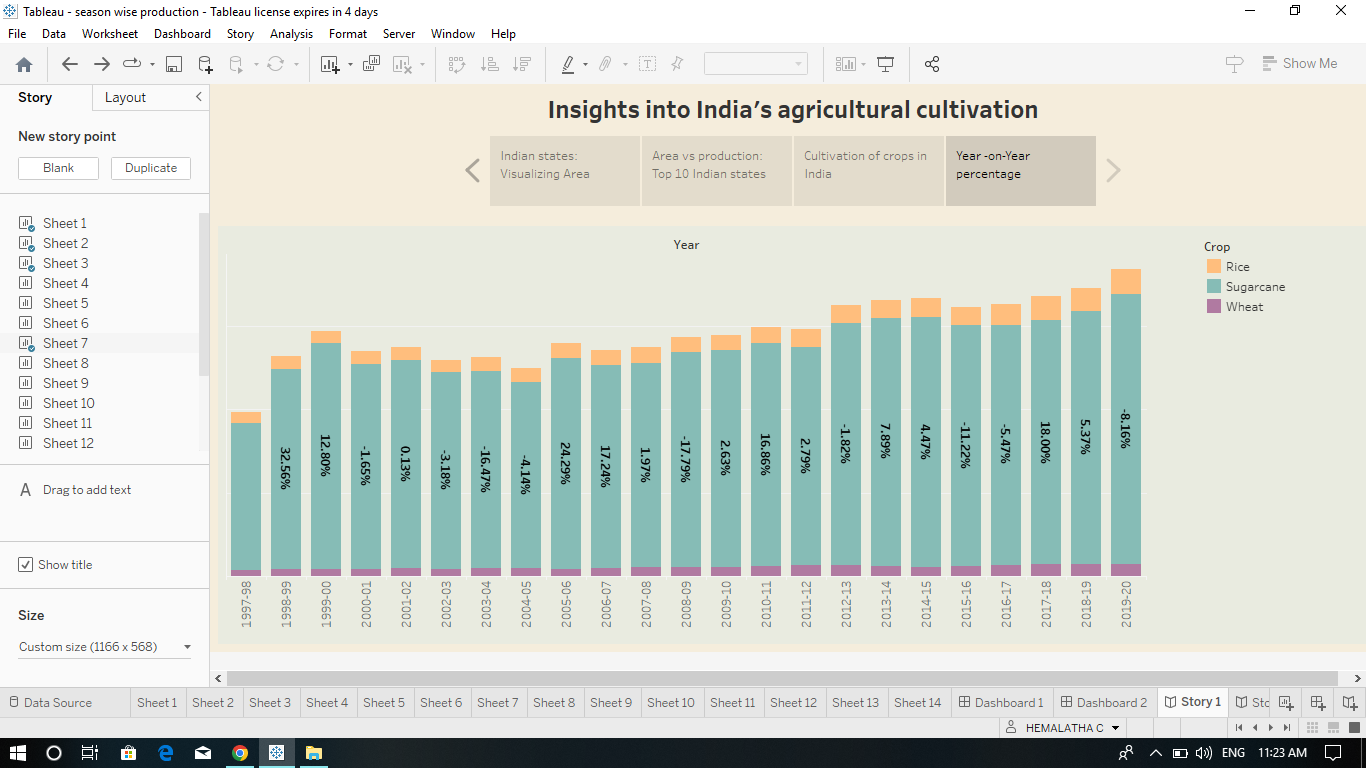 Tableau - season wise production - Tableau license expires in 4 days
File Data Worksheet Dashboard Story Analysis Format Server Window Help
Show Me
Story Layout
New story point
Blank Duplicate
Sheet 1
Sheet 2
Sheet 3
Sheet 4
Sheet 5
Sheet 6
Sheet 7
Sheet 8
Sheet 9
Sheet 10
Sheet 11
Sheet 12
A Drag to add text
Show title
Size
Custom size (1166 x 568)
Insights into India's agricultural cultivation
Indian states:
Visualizing Area
Area vs production:
Top 10 Indian states
Cultivation of crops in
India
Year -on-Year
percentage
Year
Crop
Rice
Sugarcane
Wheat
32.56%
12.80%
-1.65%
0.13%
-3.18%
-16.47%
-4.14%
24.29%
17.24%
1.97%
-17.79%
2.63%
16.86%
2.79%
-1.82%
7.89%
4.47%
-11.22%
-5.47%
18.00%
5.37%
-8.16%
1997-98
1998-99
1999-00
2000-01
2001-02
2002-03
2003-04
2004-05
2005-06
2006-07
2007-08
2008-09
2009-10
2010-11
2011-12
2012-13
2013-14
2014-15
2015-16
2016-17
2017-18
2018-19
2019-20
Data Source Sheet 1 Sheet 2 Sheet 3 Sheet 4 Sheet 5 Sheet 6 Sheet 7 Sheet 8 Sheet 9 Sheet 10 Sheet 11 Sheet 12 Sheet 13 Sheet 14 Dashboard 1 Dashboard 2 Story 1 Stc
HEMALATHA C
ENG 11:23 AM